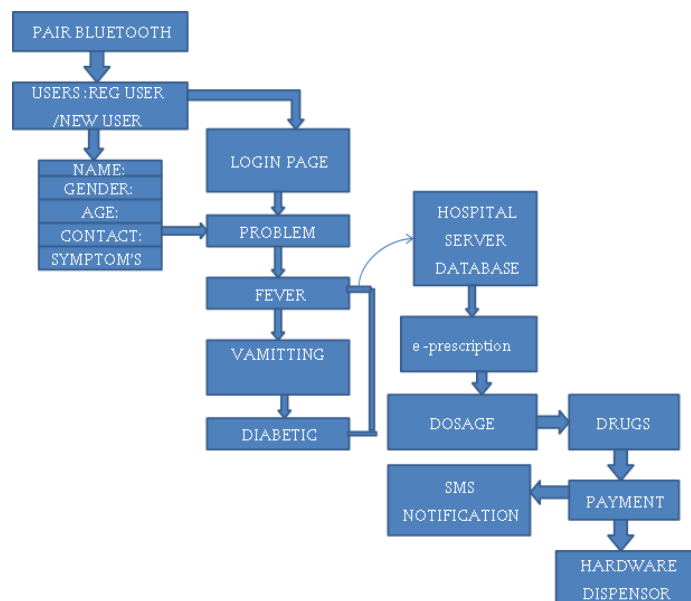 PAIR BLUETOOTH
USERS :REG USER
/NEW USER
NAME:
GENDER:
AGE:
CONTACT:
SYMPTOM'S
LOGIN PAGE
PROBLEM
FEVER
VAMITTING
DIABETIC
HOSPITAL
SERVER
DATABASE
e-prescription
DOSAGE
DRUGS
SMS
NOTIFICATION
PAYMENT
HARDWARE
DISPENSOR